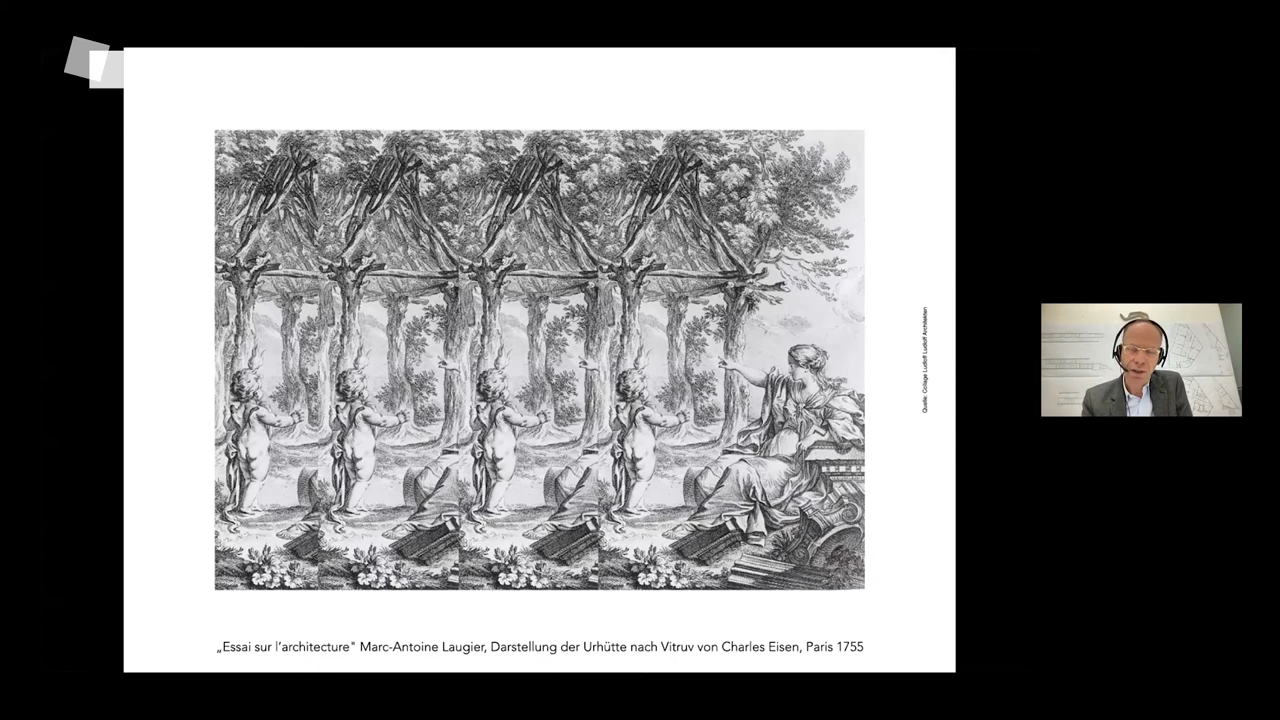 Quelle: Collage Ludloff Ludloff Architekten
„Essai sur l'architecture" Marc-Antoine Laugier, Darstellung der Urhütte nach Vitruv von Charles Eisen, Paris 1755